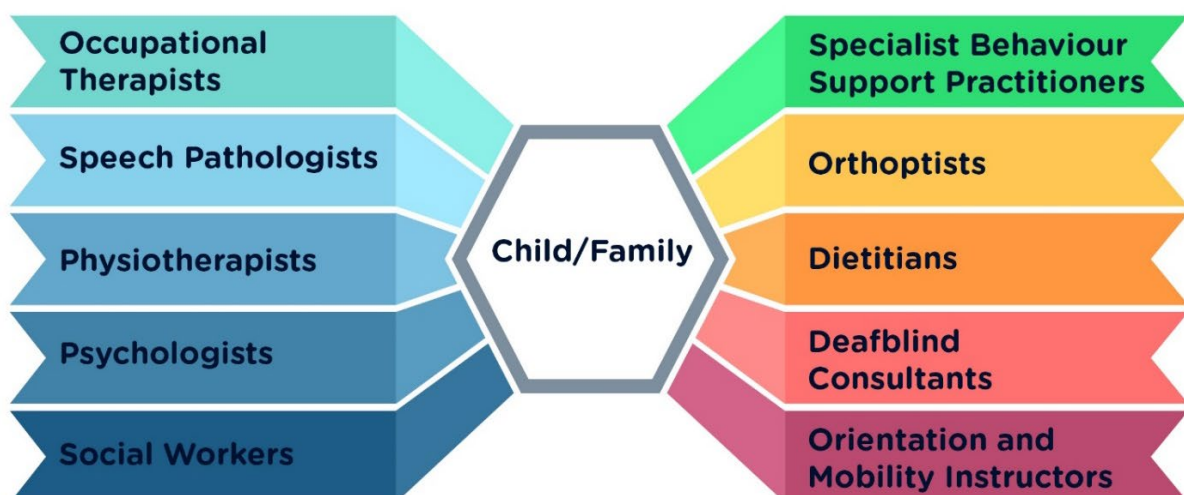 Occupational
Therapists
Speech Pathologists
Physiotherapists
Psychologists
Social Workers
Child/Family
Specialist Behaviour
Support Practitioners
Orthoptists
Dietitians
Deafblind
Consultants
Orientation and
Mobility Instructors